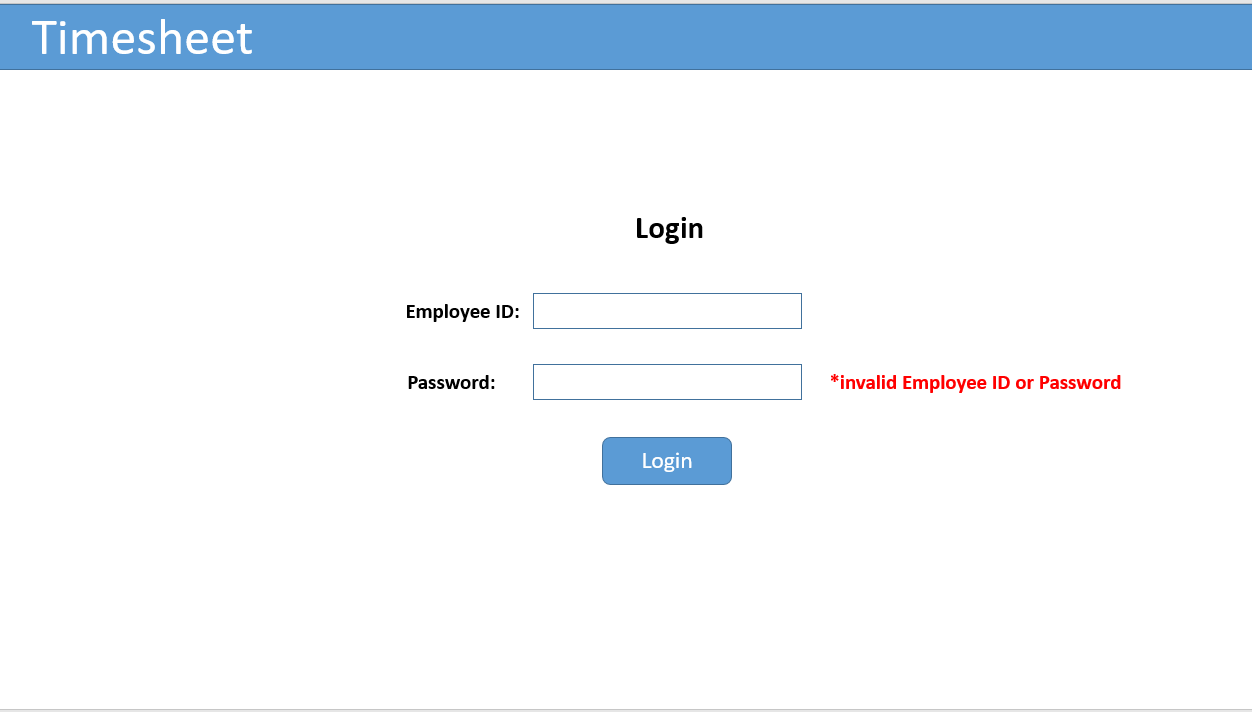 Timesheet
Login
Employee ID:
Password:
*invalid Employee ID or Password
Login